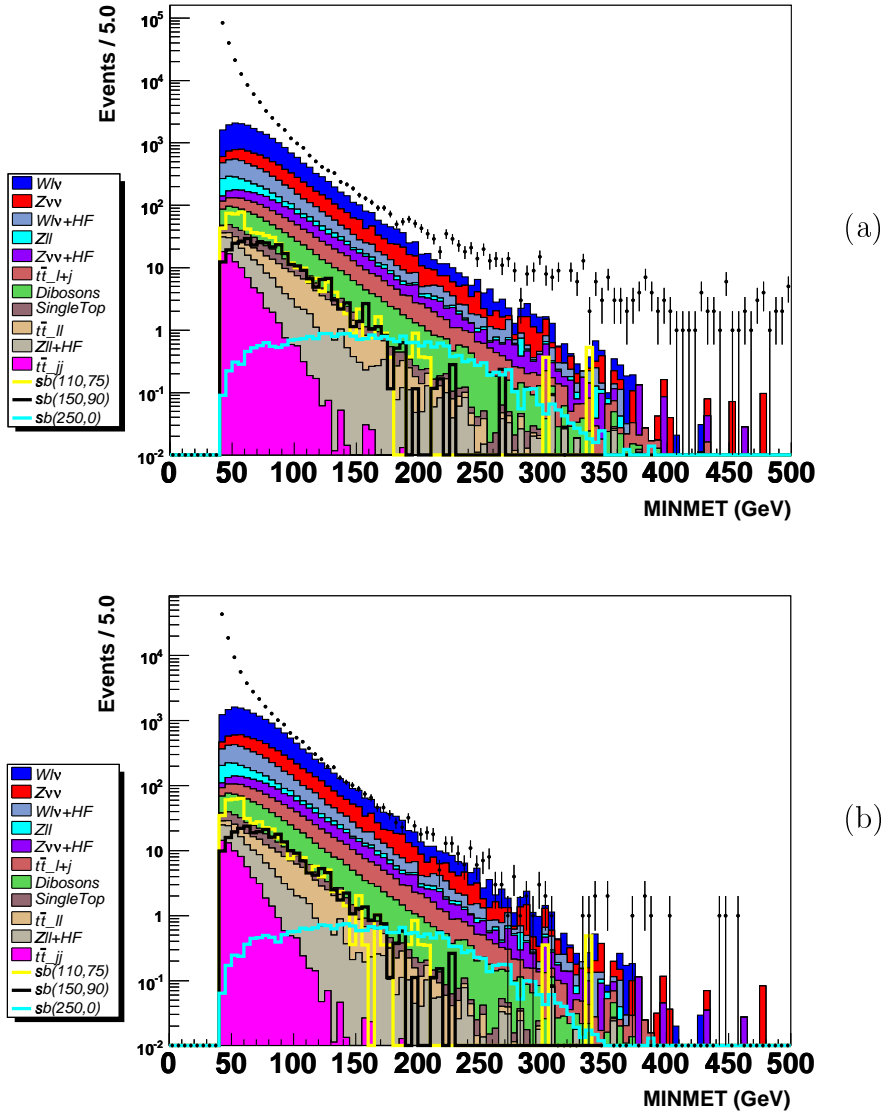 Events / 5.0
10⁵
10⁴
10³
10²
10
1
10⁻¹
10⁻²
0 50 100 150 200 250 300 350 400 450 500
MINMET (GeV)
Wlν
Zνν
Wlν+HF
Zll
Zνν+HF
tt̄_l+j
Dibosons
SingleTop
tt̄_ll
Zll+HF
tt̄_jj
sb(110,75)
sb(150,90)
sb(250,0)
(a)
Events / 5.0
10⁴
10³
10²
10
1
10⁻¹
10⁻²
0 50 100 150 200 250 300 350 400 450 500
MINMET (GeV)
Wlν
Zνν
Wlν+HF
Zll
Zνν+HF
tt̄_l+j
Dibosons
SingleTop
tt̄_ll
Zll+HF
tt̄_jj
sb(110,75)
sb(150,90)
sb(250,0)
(b)